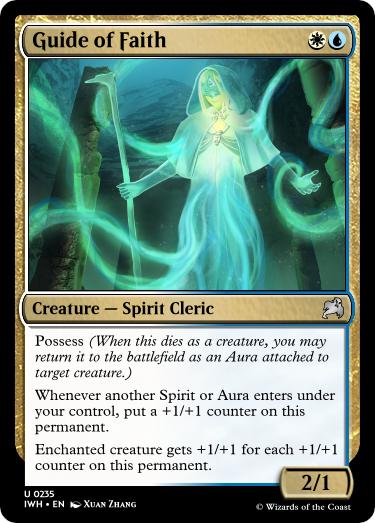 Guide of Faith
Creature — Spirit Cleric
Possess (When this dies as a creature, you may
return it to the battlefield as an Aura attached to
target creature.)
Whenever another Spirit or Aura enters under
your control, put a +1/+1 counter on this
permanent.
Enchanted creature gets +1/+1 for each +1/+1
counter on this permanent.
2/1
U 0235
IWH • EN Xuan Zhang
© Wizards of the Coast